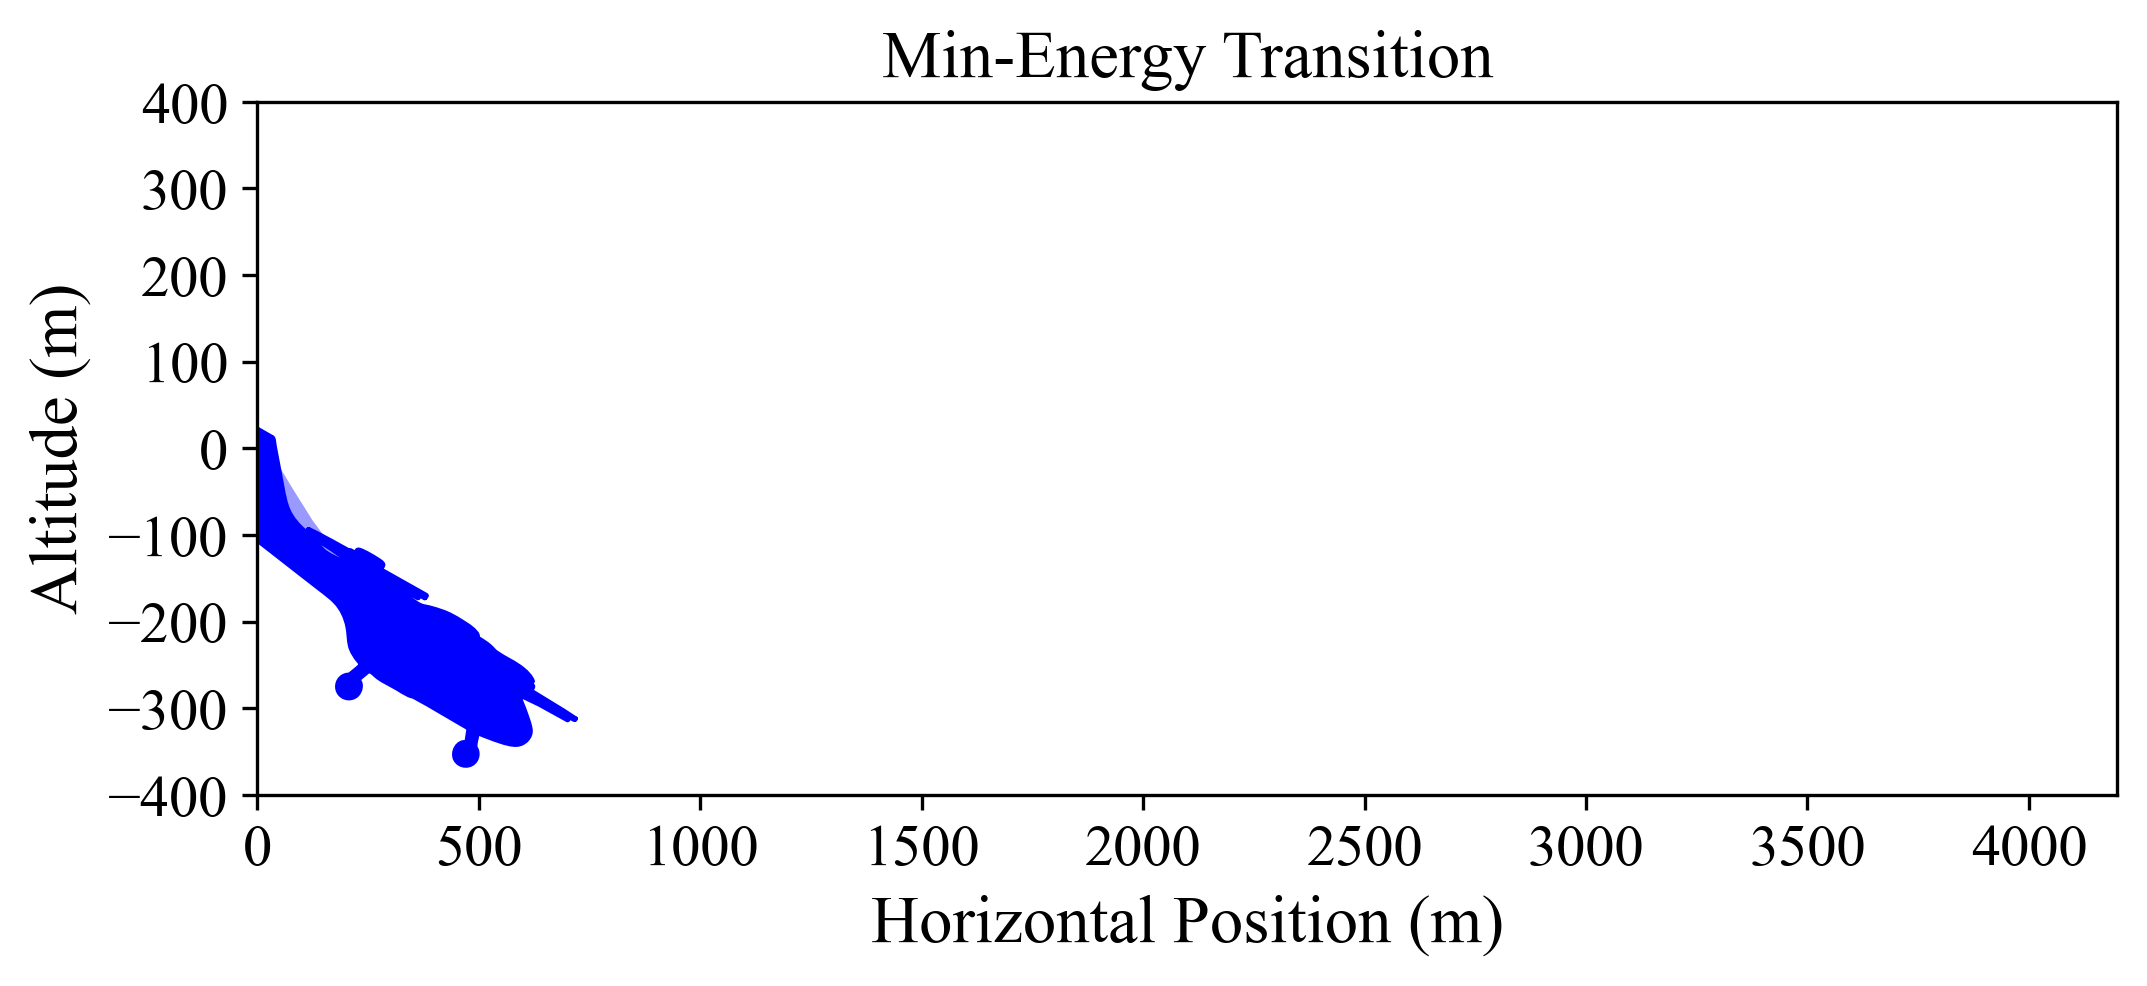 Min-Energy Transition
400
300
200
100
0
−100
−200
−300
−400
Altitude (m)
0 500 1000 1500 2000 2500 3000 3500 4000
Horizontal Position (m)